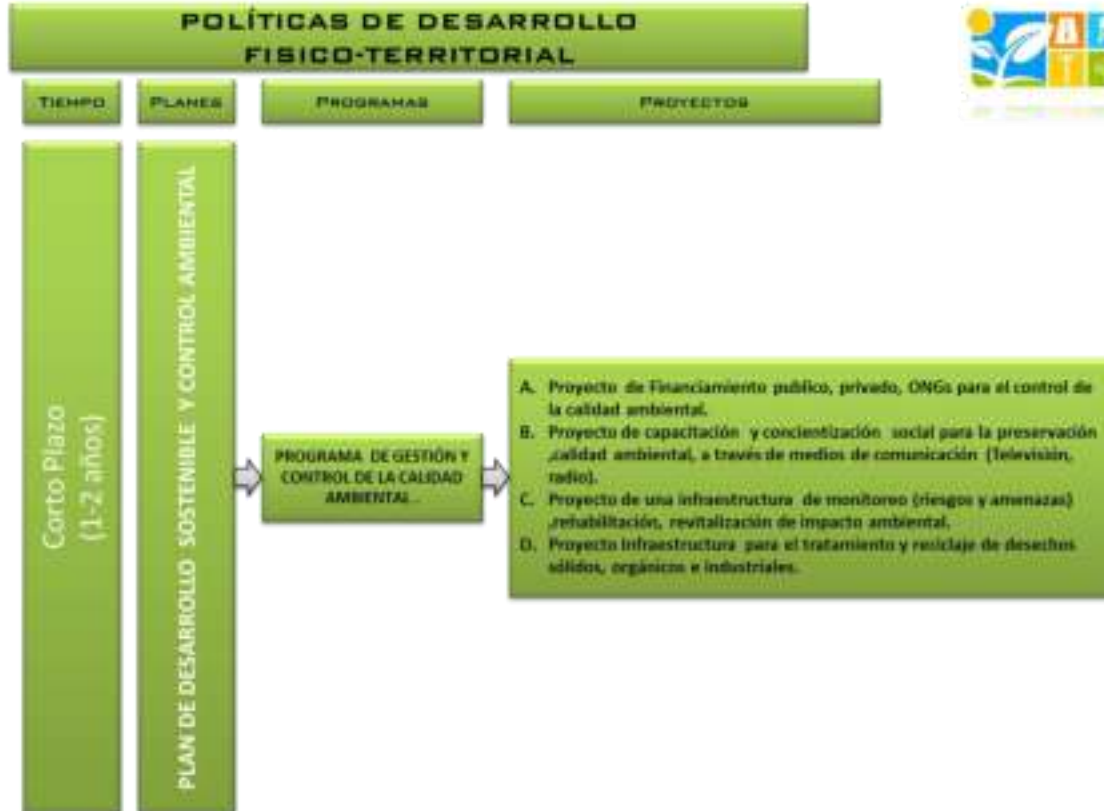 POLÍTICAS DE DESARROLLO
FISICO-TERRITORIAL
TIEMPO
PLANES
PROGRAMAS
PROYECTOS
Corto Plazo
(1-2 años)
PLAN DE DESARROLLO SOSTENIBLE Y CONTROL AMBIENTAL
PROGRAMA DE GESTIÓN Y
CONTROL DE LA CALIDAD
AMBIENTAL.
A. Proyecto de Financiamiento publico, privado, ONGs para el control de
la calidad ambiental.
B. Proyecto de capacitación y concientización social para la preservación
,calidad ambiental, a través de medios de comunicación (Televisión,
radio).
C. Proyecto de una infraestructura de monitoreo (riesgos y amenazas)
,rehabilitación, revitalización de impacto ambiental.
D. Proyecto Infraestructura para el tratamiento y reciclaje de desechos
sólidos, orgánicos e industriales.
A
T